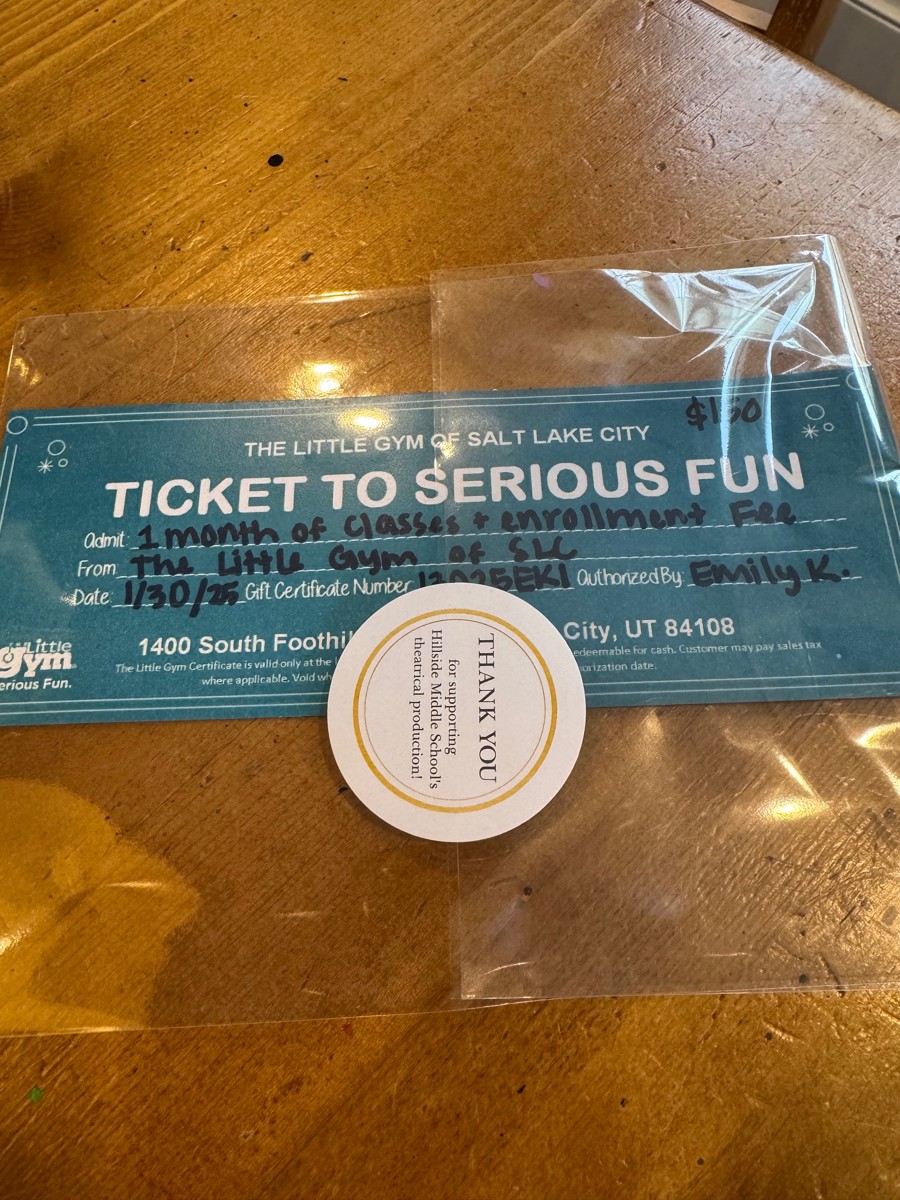 $150
THE LITTLE GYM OF SALT LAKE CITY
TICKET TO SERIOUS FUN
Admit: 1 month of classes + enrollment Fee
From The Little Gym of SLC
Date 1/30/25 Gift Certificate Number Authorized By: Emily K.
1400 South Foothil City, UT 84108
The Little Gym Certificate is valid only at the edeemable for cash. Customer may pay sales tax
where applicable. Void wh orization date.
Little
gym
erious Fun.
THANK YOU
for supporting
Hillside Middle School's
theatrical production!